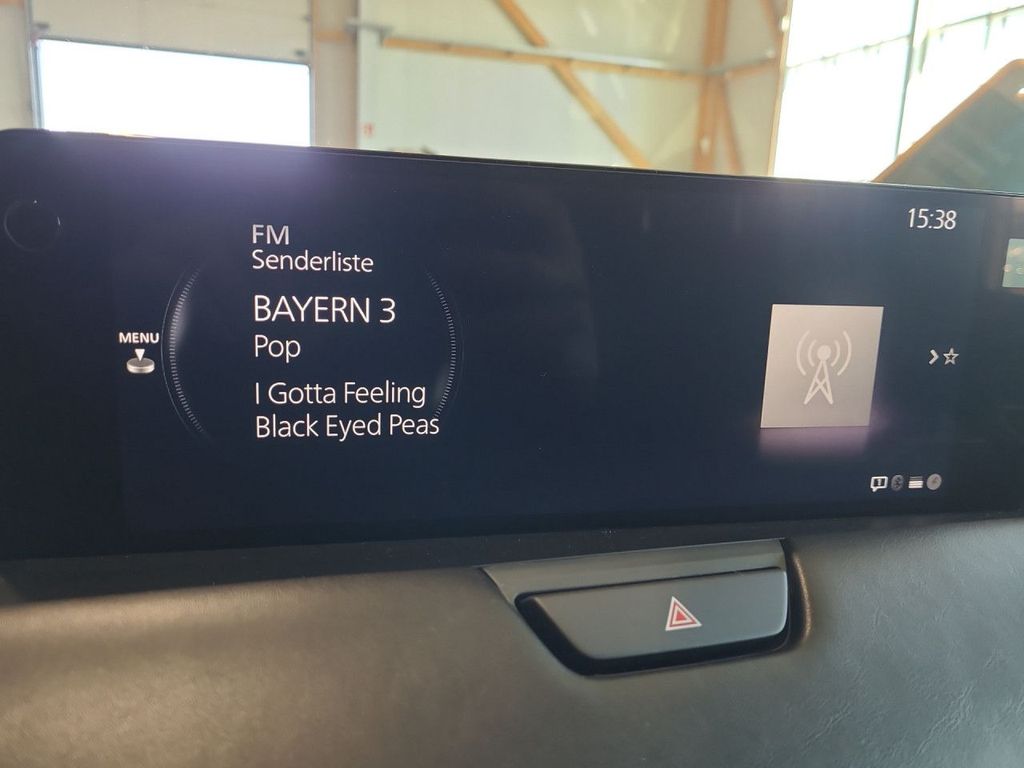 15:38
FM
Senderliste
BAYERN 3
MENU
Pop
I Gotta Feeling
Black Eyed Peas